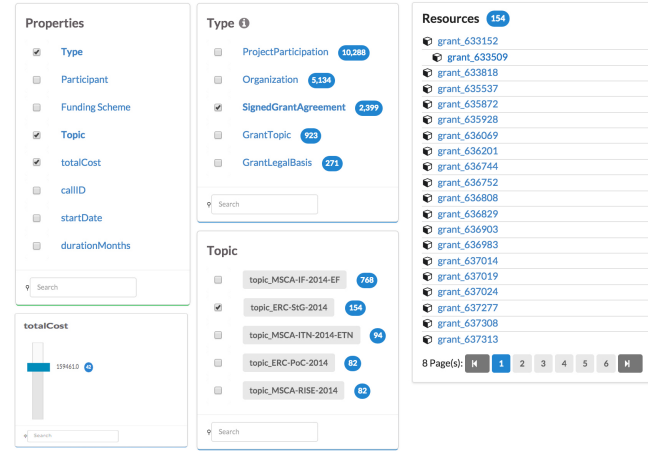 Properties
Type
Participant
Funding Scheme
Topic
totalCost
callID
startDate
durationMonths
Search
totalCost
159461.0 42
Search
Type
ProjectParticipation 10,288
Organization 5,134
SignedGrantAgreement 2,399
GrantTopic 923
GrantLegalBasis 271
Search
Topic
topic_MSCA-IF-2014-EF 768
topic_ERC-StG-2014 154
topic_MSCA-ITN-2014-ETN 94
topic_ERC-PoC-2014 82
topic_MSCA-RISE-2014 82
Search
Resources 154
grant_633152
grant_633509
grant_633818
grant_635537
grant_635872
grant_635928
grant_636069
grant_636201
grant_636744
grant_636752
grant_636808
grant_636829
grant_636903
grant_636983
grant_637014
grant_637019
grant_637024
grant_637277
grant_637308
grant_637313
8 Page(s): 1 2 3 4 5 6